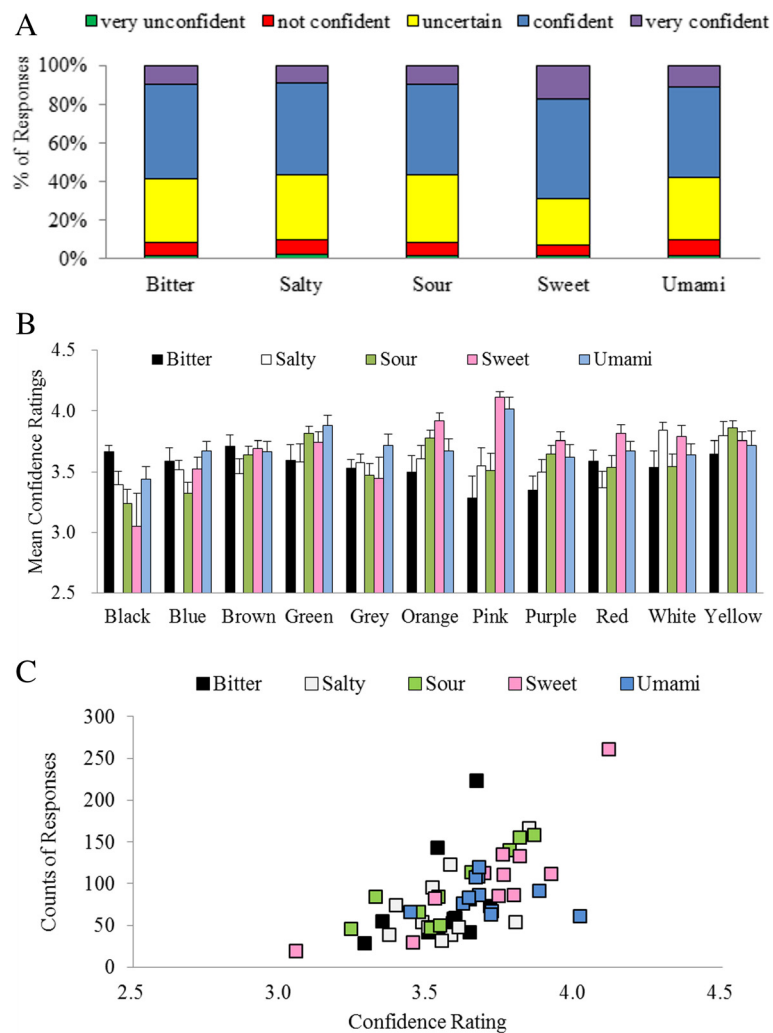 A
very unconfident not confident uncertain confident very confident
100%
80%
60%
40%
20%
0%
% of Responses
Bitter Salty Sour Sweet Umami
B
4.5
4.0
3.5
3.0
2.5
Mean Confidence Ratings
Bitter Salty Sour Sweet Umami
Black Blue Brown Green Grey Orange Pink Purple Red White Yellow
C
Bitter Salty Sour Sweet Umami
300
250
200
150
100
50
0
Counts of Responses
2.5 3.0 3.5 4.0 4.5
Confidence Rating